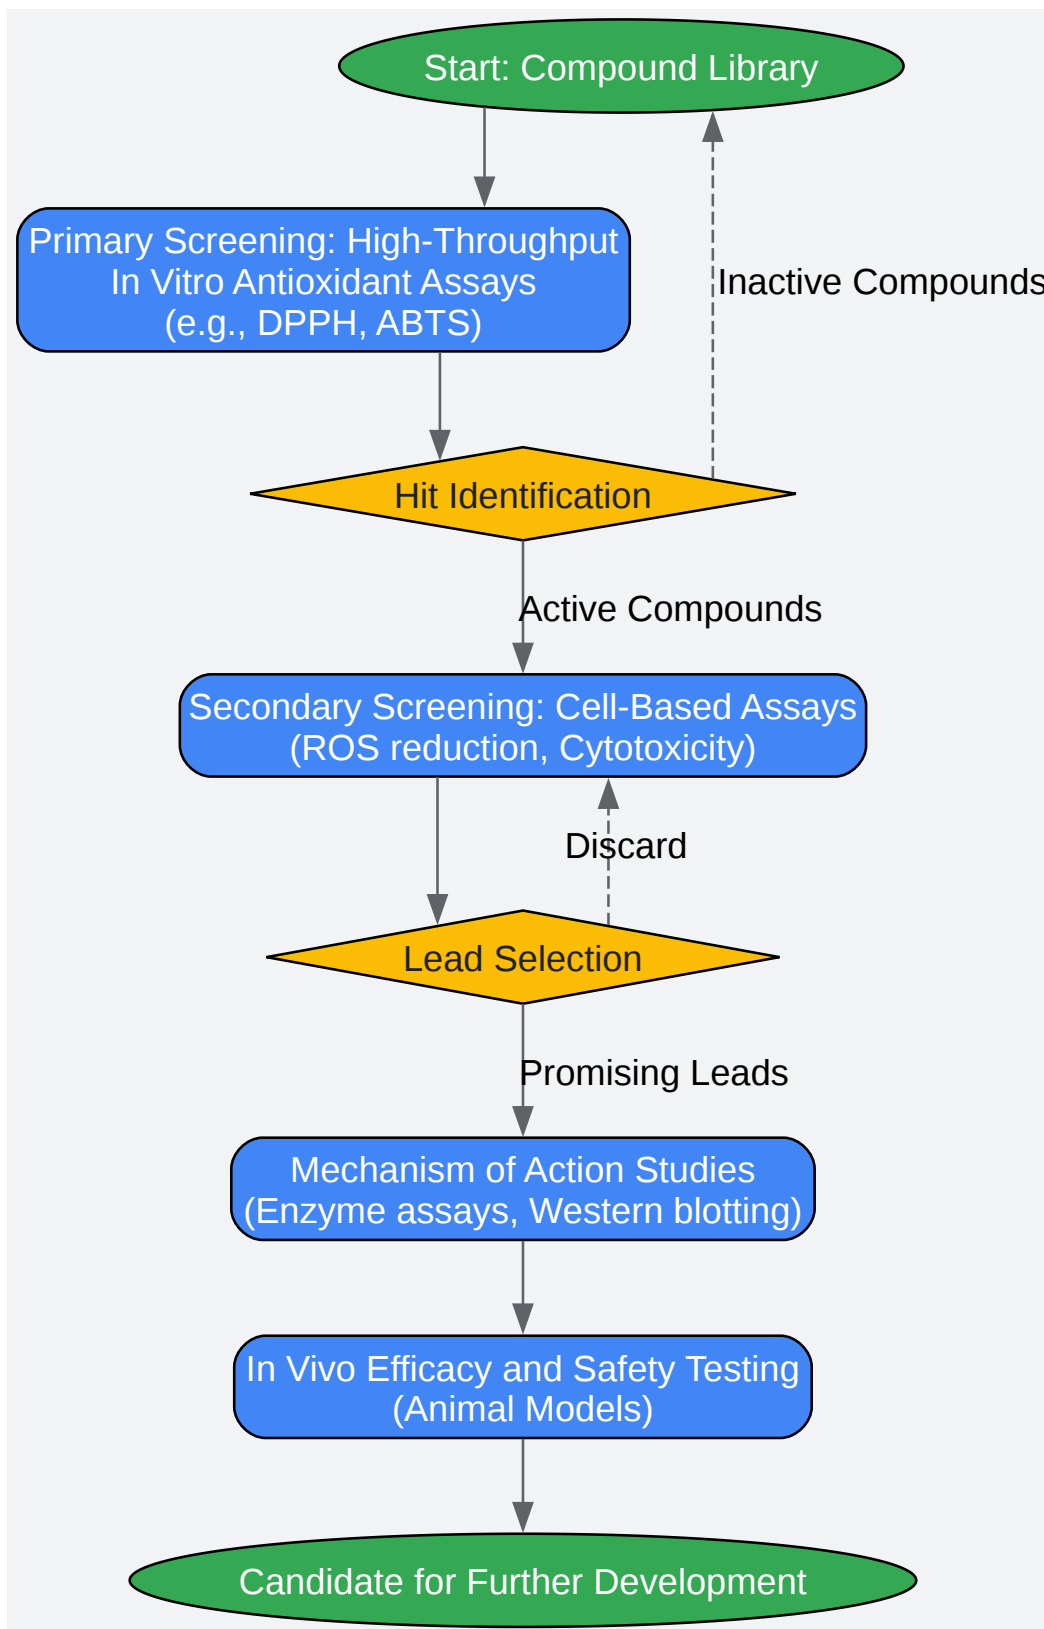 Start: Compound Library
Primary Screening: High-Throughput
In Vitro Antioxidant Assays
(e.g., DPPH, ABTS)
Inactive Compounds
Hit Identification
Active Compounds
Secondary Screening: Cell-Based Assays
(ROS reduction, Cytotoxicity)
Discard
Lead Selection
Promising Leads
Mechanism of Action Studies
(Enzyme assays, Western blotting)
In Vivo Efficacy and Safety Testing
(Animal Models)
Candidate for Further Development